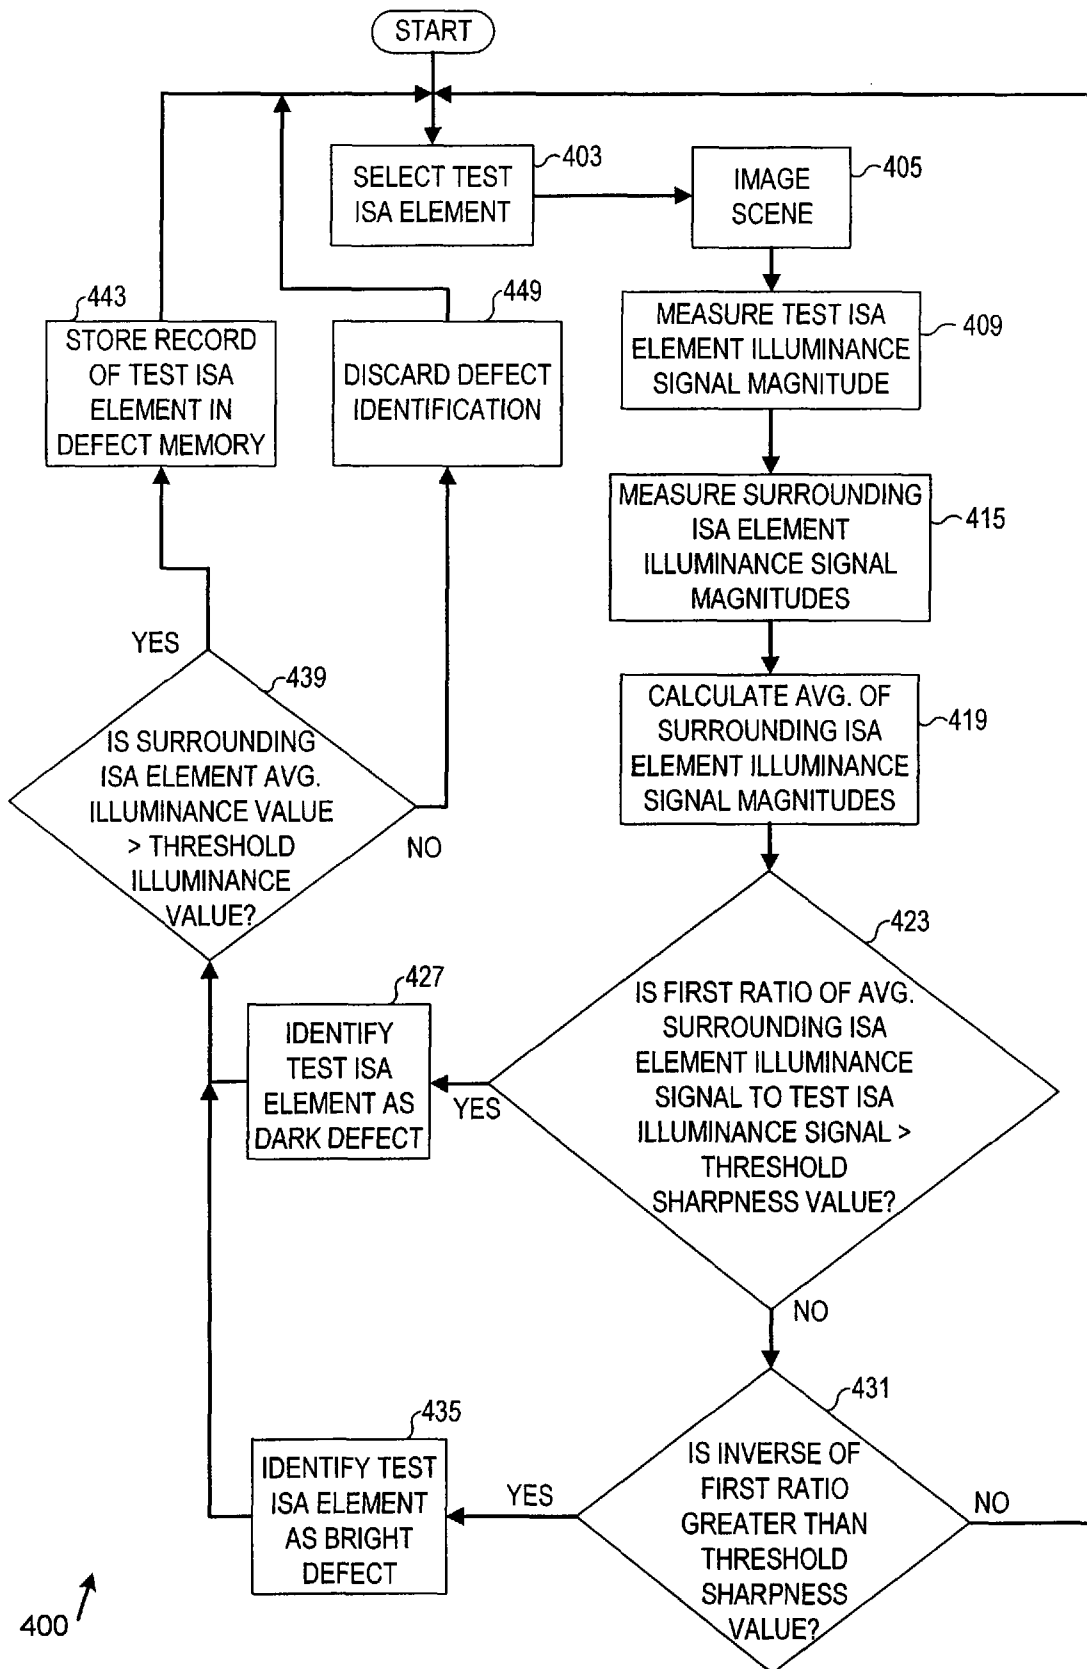 START
SELECT TEST
ISA ELEMENT
403
IMAGE
SCENE
405
MEASURE TEST ISA
ELEMENT ILLUMINANCE
SIGNAL MAGNITUDE
409
MEASURE SURROUNDING
ISA ELEMENT
ILLUMINANCE SIGNAL
MAGNITUDES
415
CALCULATE AVG. OF
SURROUNDING ISA
ELEMENT ILLUMINANCE
SIGNAL MAGNITUDES
419
IS FIRST RATIO OF AVG.
SURROUNDING ISA
ELEMENT ILLUMINANCE
SIGNAL TO TEST ISA
ILLUMINANCE SIGNAL >
THRESHOLD
SHARPNESS VALUE?
423
YES
NO
IDENTIFY
TEST ISA
ELEMENT AS
DARK DEFECT
427
IS INVERSE OF
FIRST RATIO
GREATER THAN
THRESHOLD
SHARPNESS
VALUE?
431
YES
NO
IDENTIFY TEST
ISA ELEMENT
AS BRIGHT
DEFECT
435
IS SURROUNDING
ISA ELEMENT AVG.
ILLUMINANCE VALUE
> THRESHOLD
ILLUMINANCE
VALUE?
439
YES
NO
STORE RECORD
OF TEST ISA
ELEMENT IN
DEFECT MEMORY
443
DISCARD DEFECT
IDENTIFICATION
449
400